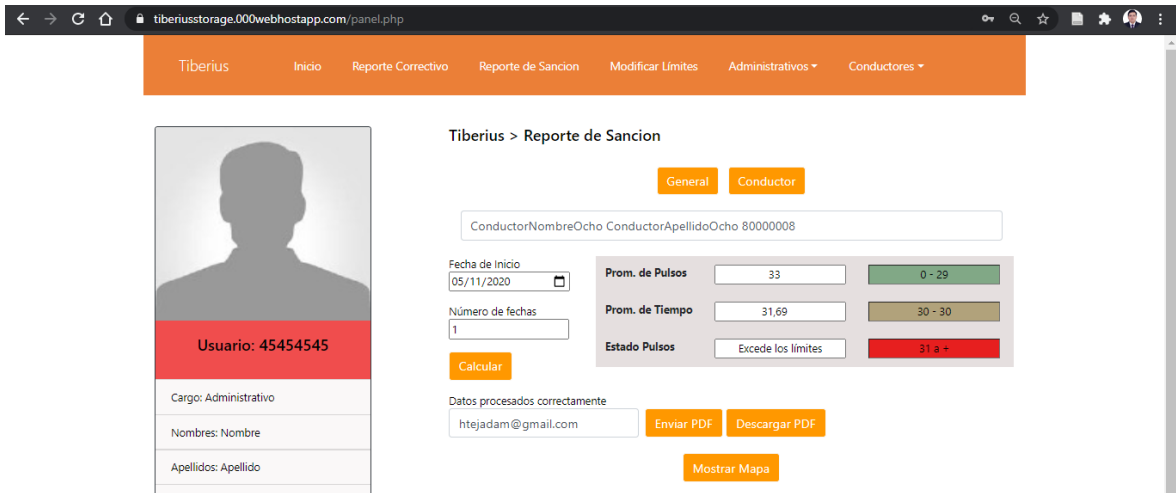 tiberiusstorage.000webhostapp.com/panel.php
Tiberius Inicio Reporte Correctivo Reporte de Sancion Modificar Límites Administrativos Conductores
Tiberius > Reporte de Sancion
General Conductor
ConductorNombreOcho ConductorApellidoOcho 80000008
Fecha de Inicio
05/11/2020
Número de fechas
1
Calcular
Prom. de Pulsos 33 0 - 29
Prom. de Tiempo 31,69 30 - 30
Estado Pulsos Excede los límites 31 a +
Datos procesados correctamente
htejadam@gmail.com Enviar PDF Descargar PDF
Mostrar Mapa
Usuario: 45454545
Cargo: Administrativo
Nombres: Nombre
Apellidos: Apellido